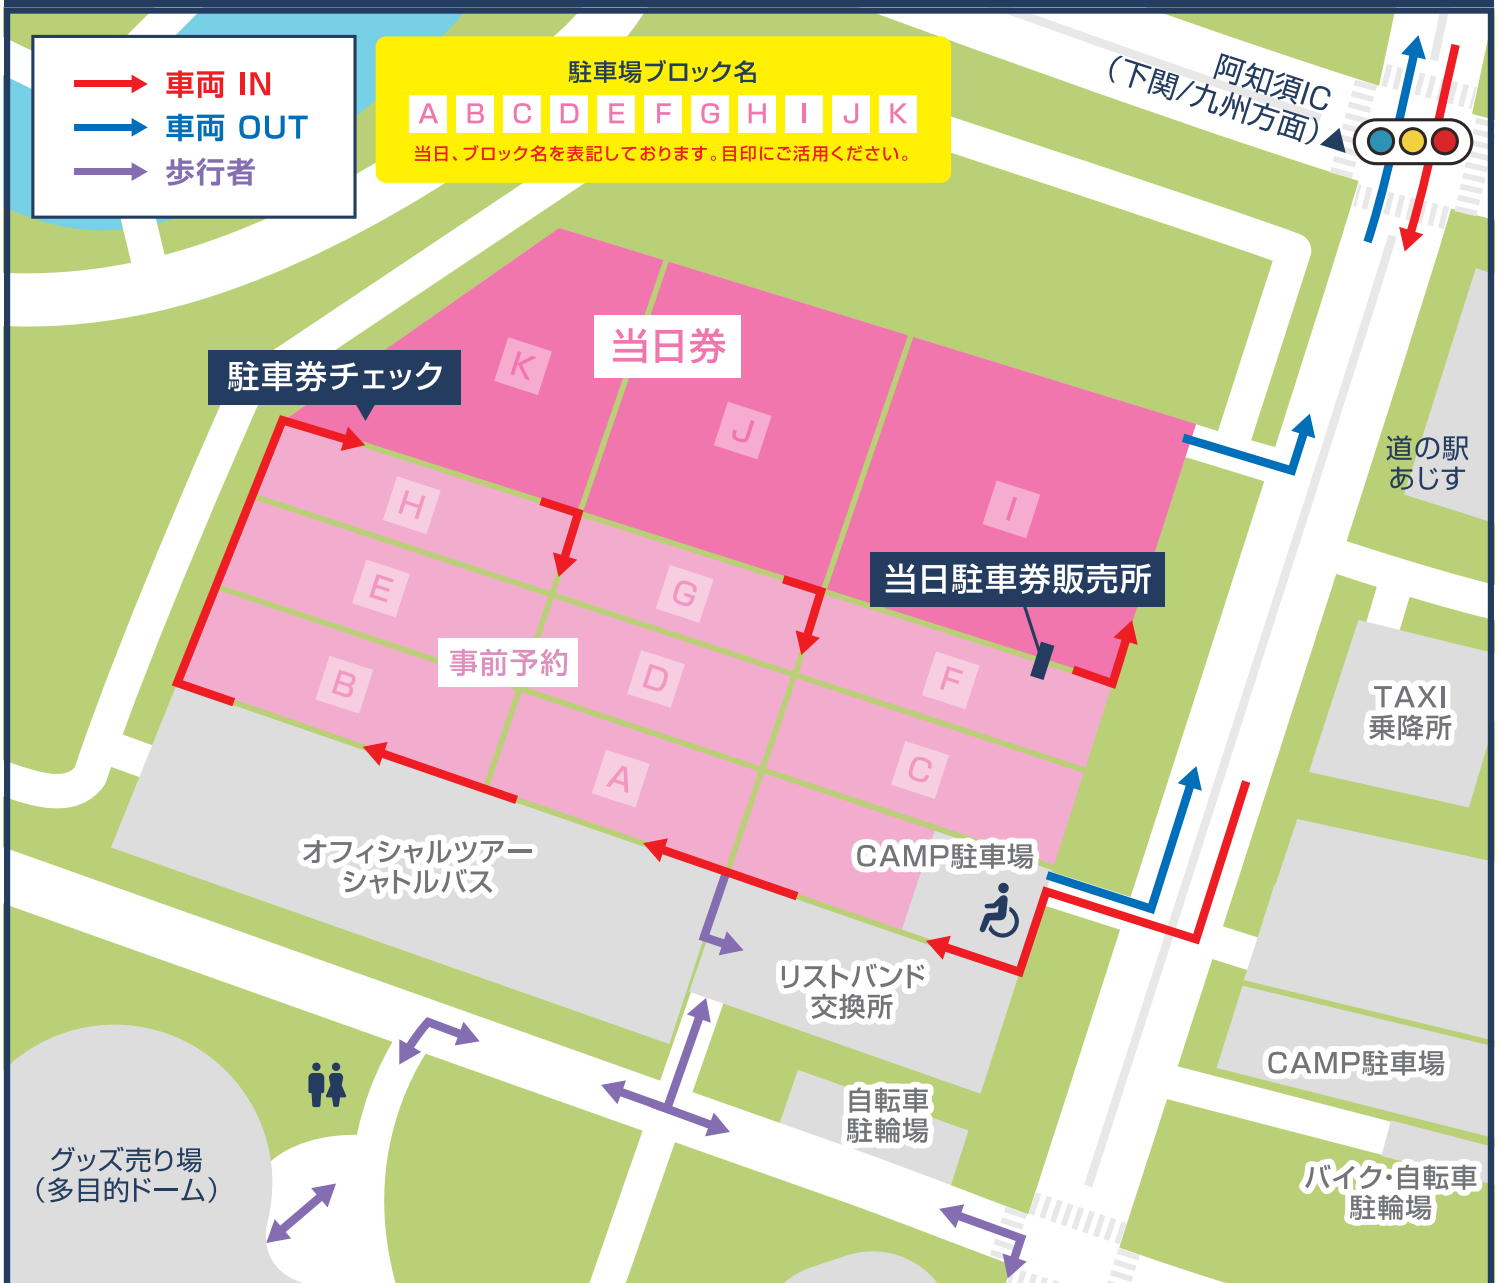 車両 IN
車両 OUT
歩行者
駐車場ブロック名
A B C D E F G H I J K
当日、ブロック名を表記しております。目印にご活用ください。
阿知須IC
（下関/九州方面）
駐車券チェック
当日券
K
J
I
道の駅
あじす
H
G
F
当日駐車券販売所
E
D
C
事前予約
B
A
TAXI
乗降所
オフィシャルツアー
シャトルバス
CAMP駐車場
リストバンド
交換所
自転車
駐輪場
CAMP駐車場
バイク・自転車
駐輪場
グッズ売り場
（多目的ドーム）